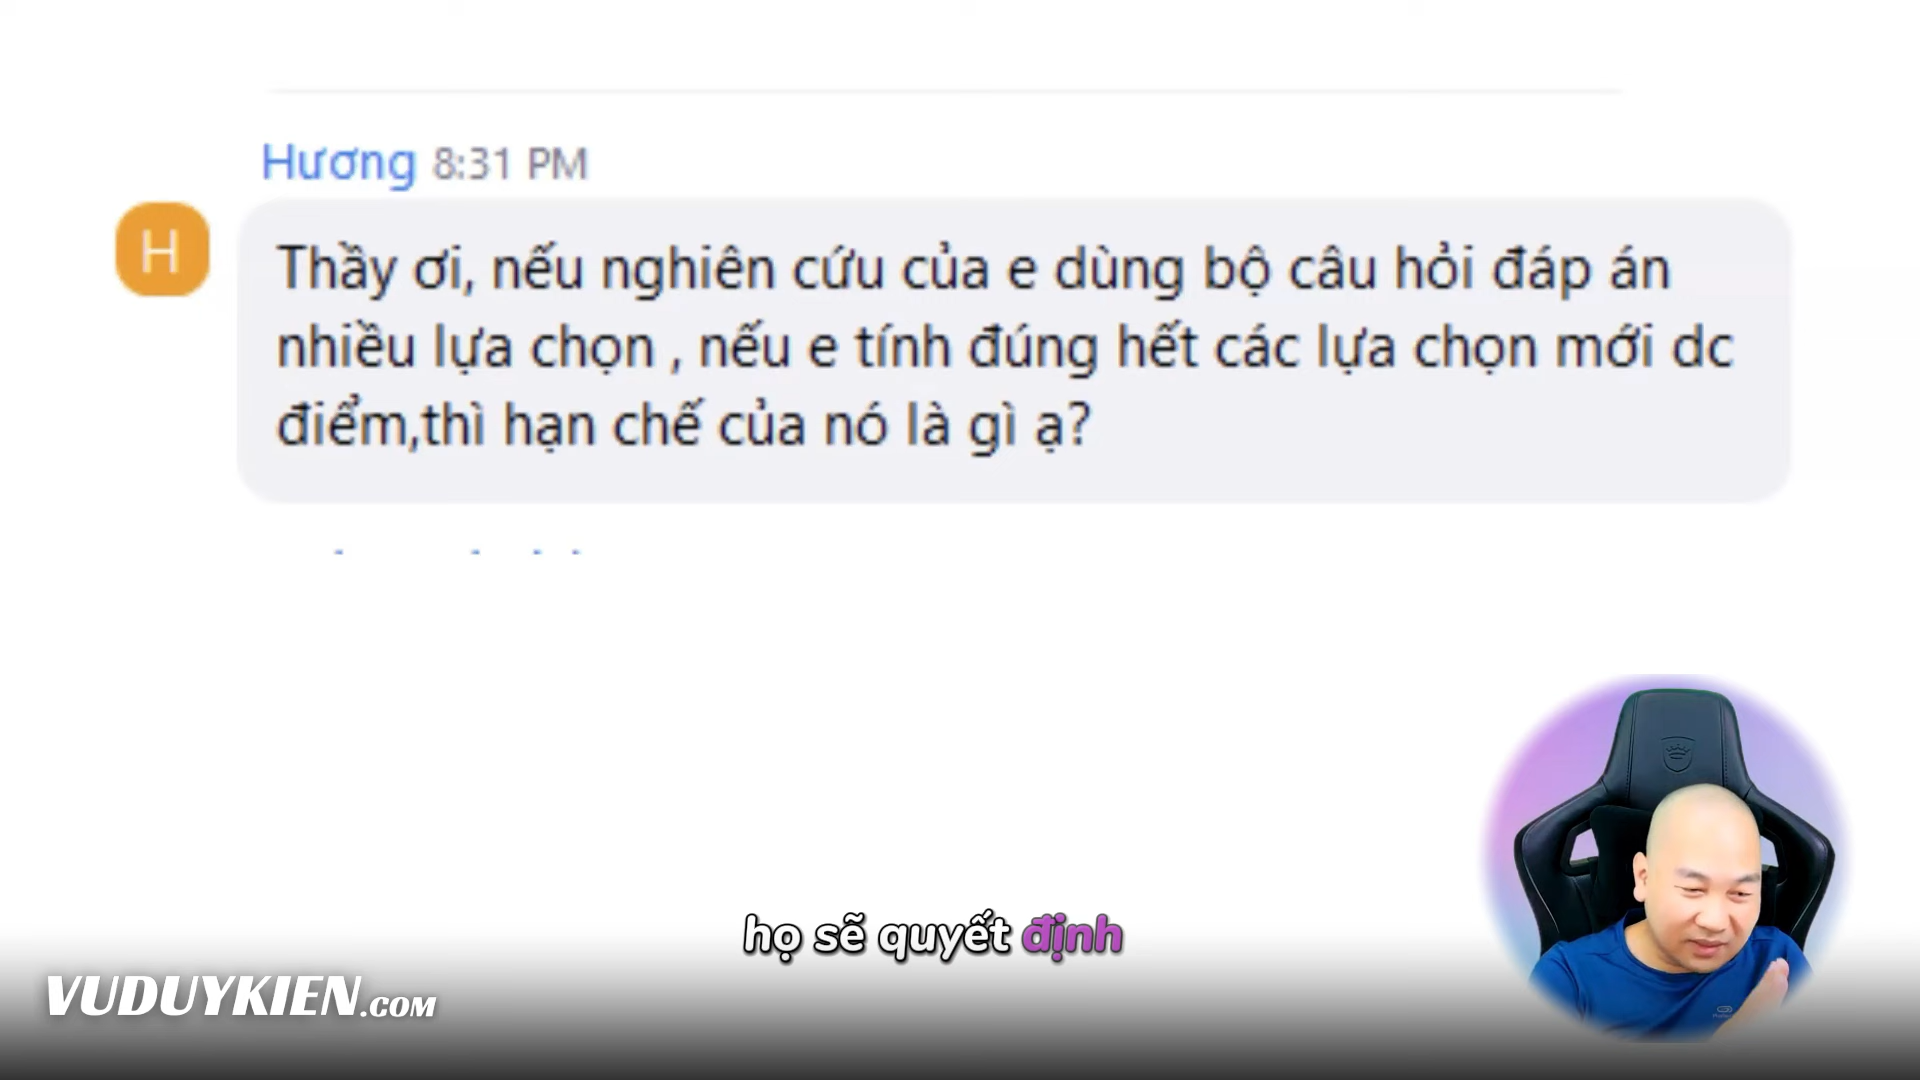 Hương 8:31 PM
H
Thầy ơi, nếu nghiên cứu của e dùng bộ câu hỏi đáp án
nhiều lựa chọn , nếu e tính đúng hết các lựa chọn mới dc
điểm,thì hạn chế của nó là gì ạ?
họ sẽ quyết định
VUDUYKIEN.COM